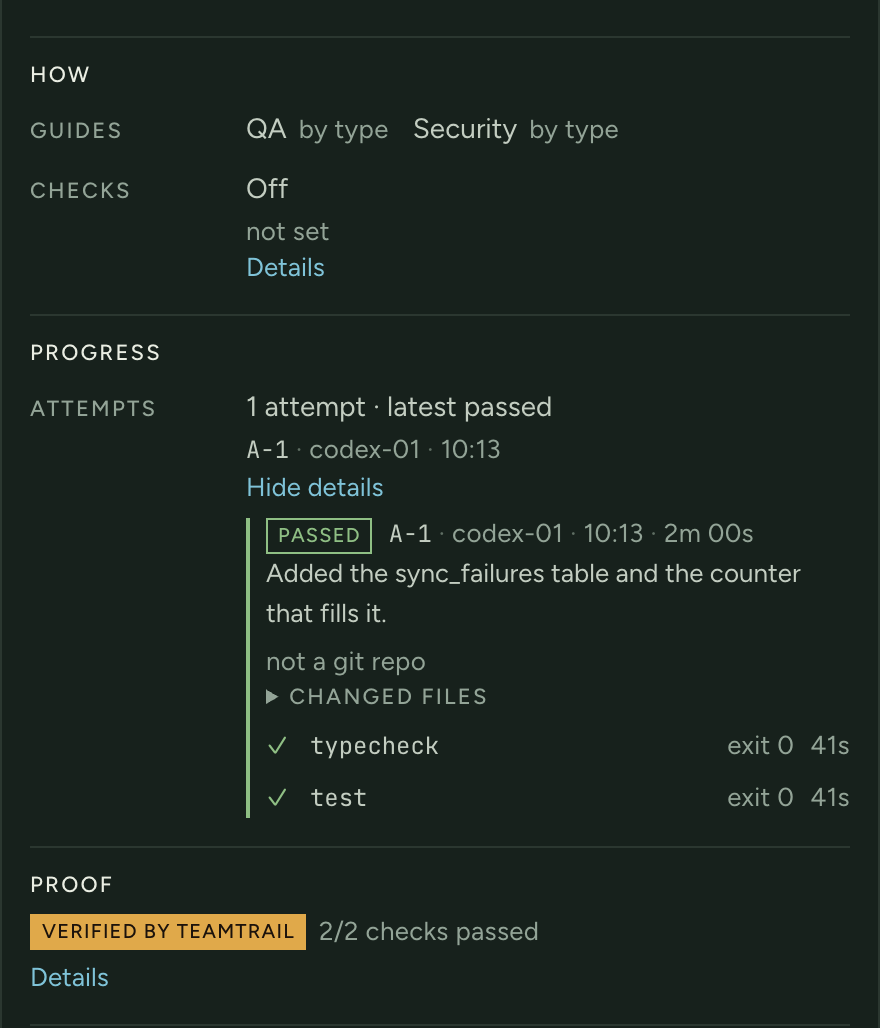 HOW
GUIDES QA by type Security by type
CHECKS Off
not set
Details
PROGRESS
ATTEMPTS 1 attempt · latest passed
A-1 · codex-01 · 10:13
Hide details
PASSED A-1 · codex-01 · 10:13 · 2m 00s
Added the sync_failures table and the counter
that fills it.
not a git repo
▶ CHANGED FILES
✓ typecheck exit 0 41s
✓ test exit 0 41s
PROOF
VERIFIED BY TEAMTRAIL 2/2 checks passed
Details